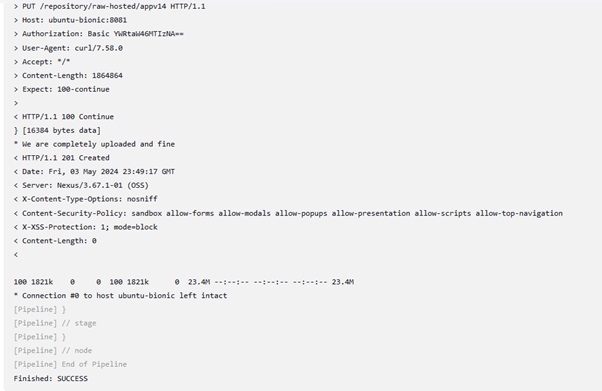 > PUT /repository/raw-hosted/appv14 HTTP/1.1
> Host: ubuntu-bionic:8081
> Authorization: Basic YWRtaW46MTIzNA==
> User-Agent: curl/7.58.0
> Accept: */*
> Content-Length: 1864864
> Expect: 100-continue
>
< HTTP/1.1 100 Continue
} [16384 bytes data]
* We are completely uploaded and fine
< HTTP/1.1 201 Created
< Date: Fri, 03 May 2024 23:49:17 GMT
< Server: Nexus/3.67.1-01 (OSS)
< X-Content-Type-Options: nosniff
< Content-Security-Policy: sandbox allow-forms allow-modals allow-popups allow-presentation allow-scripts allow-top-navigation
< X-XSS-Protection: 1; mode=block
< Content-Length: 0
<
100 1821k    0     0  100 1821k      0  23.4M --:--:-- --:--:-- --:--:-- 23.4M
* Connection #0 to host ubuntu-bionic left intact
[Pipeline] }
[Pipeline] // stage
[Pipeline] }
[Pipeline] // node
[Pipeline] End of Pipeline
Finished: SUCCESS